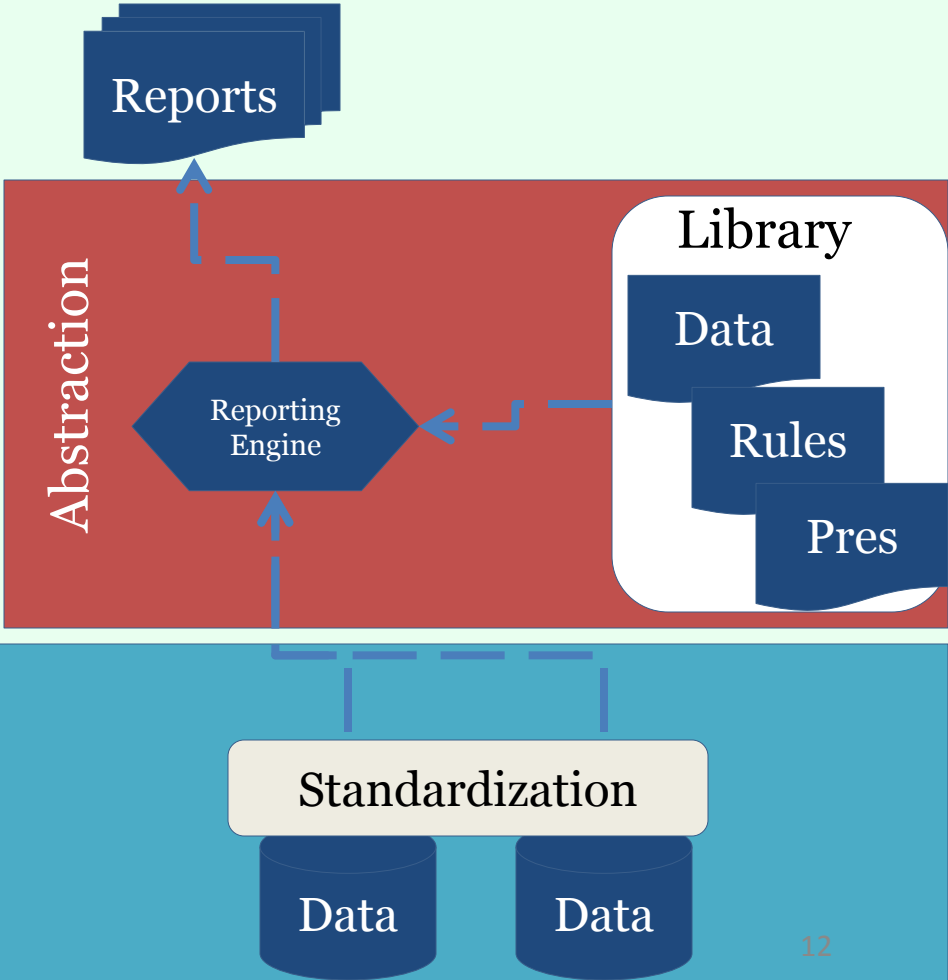 Reports
Abstraction
Library
Data
Rules
Pres
Reporting
Engine
Standardization
Data
Data
12